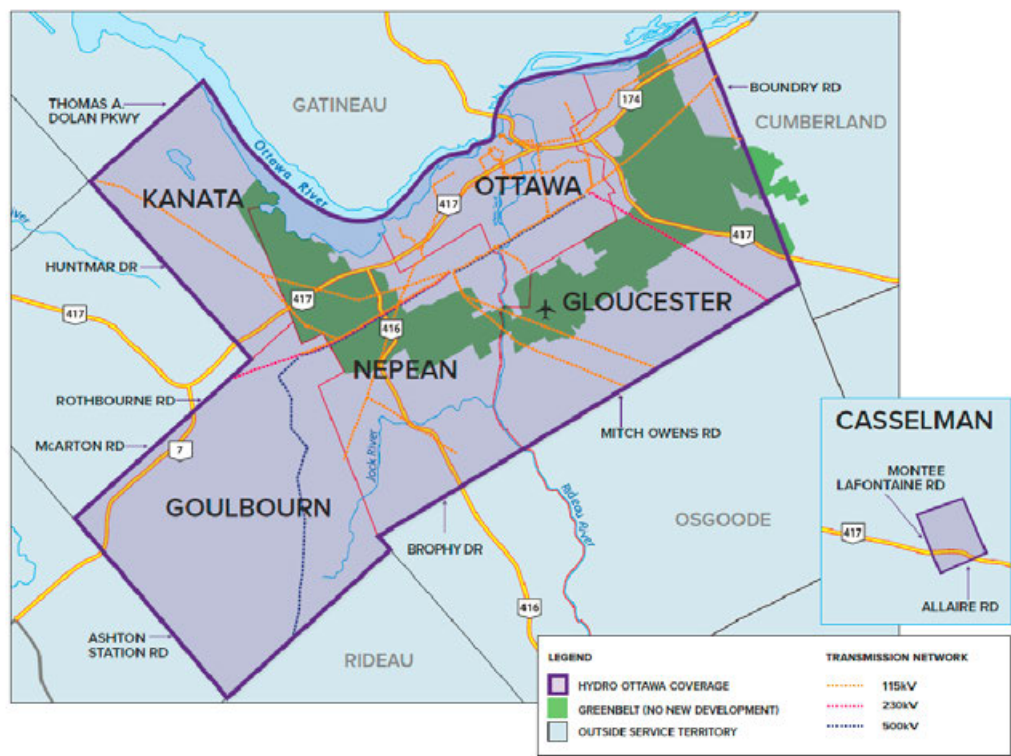 THOMAS A.
DOLAN PKWY
GATINEAU
174
BOUNDRY RD
CUMBERLAND
Ottawa River
KANATA
OTTAWA
417
417
HUNTMAR DR
417
417
GLOUCESTER
416
NEPEAN
ROTHBOURNE RD
McARTON RD
7
MITCH OWENS RD
Jock River
GOULBOURN
Rideau River
OSGOODE
BROPHY DR
416
ASHTON
STATION RD
RIDEAU
CASSELMAN
MONTEE
LAFONTAINE RD
417
ALLAIRE RD
LEGEND
HYDRO OTTAWA COVERAGE
GREENBELT (NO NEW DEVELOPMENT)
OUTSIDE SERVICE TERRITORY
TRANSMISSION NETWORK
115kV
230kV
500kV